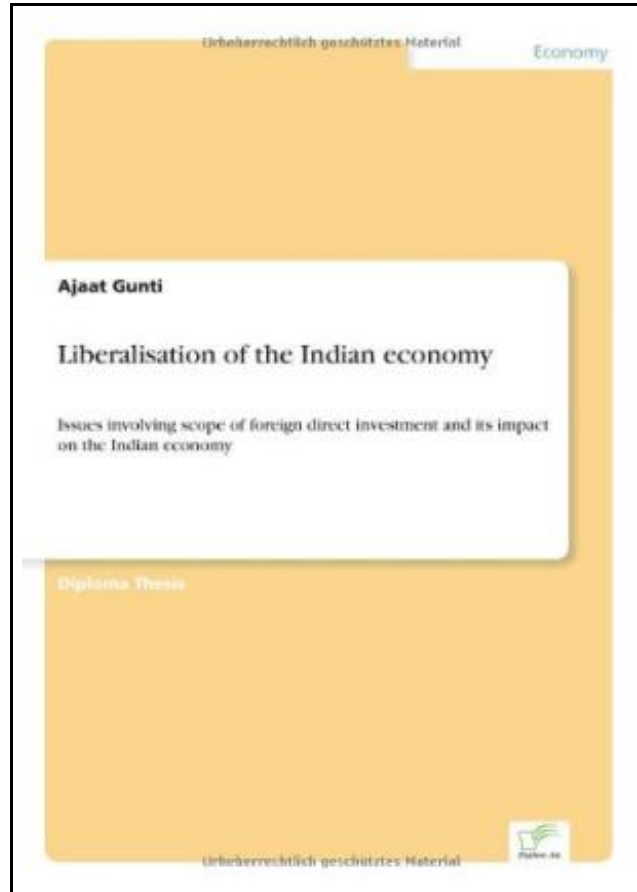 Urheberrechtlich geschütztes Material
Economy
Ajaat Gunti
Liberalisation of the Indian economy
Issues involving scope of foreign direct investment and its impact
on the Indian economy
Diploma Thesis
Urheberrechtlich geschütztes Material